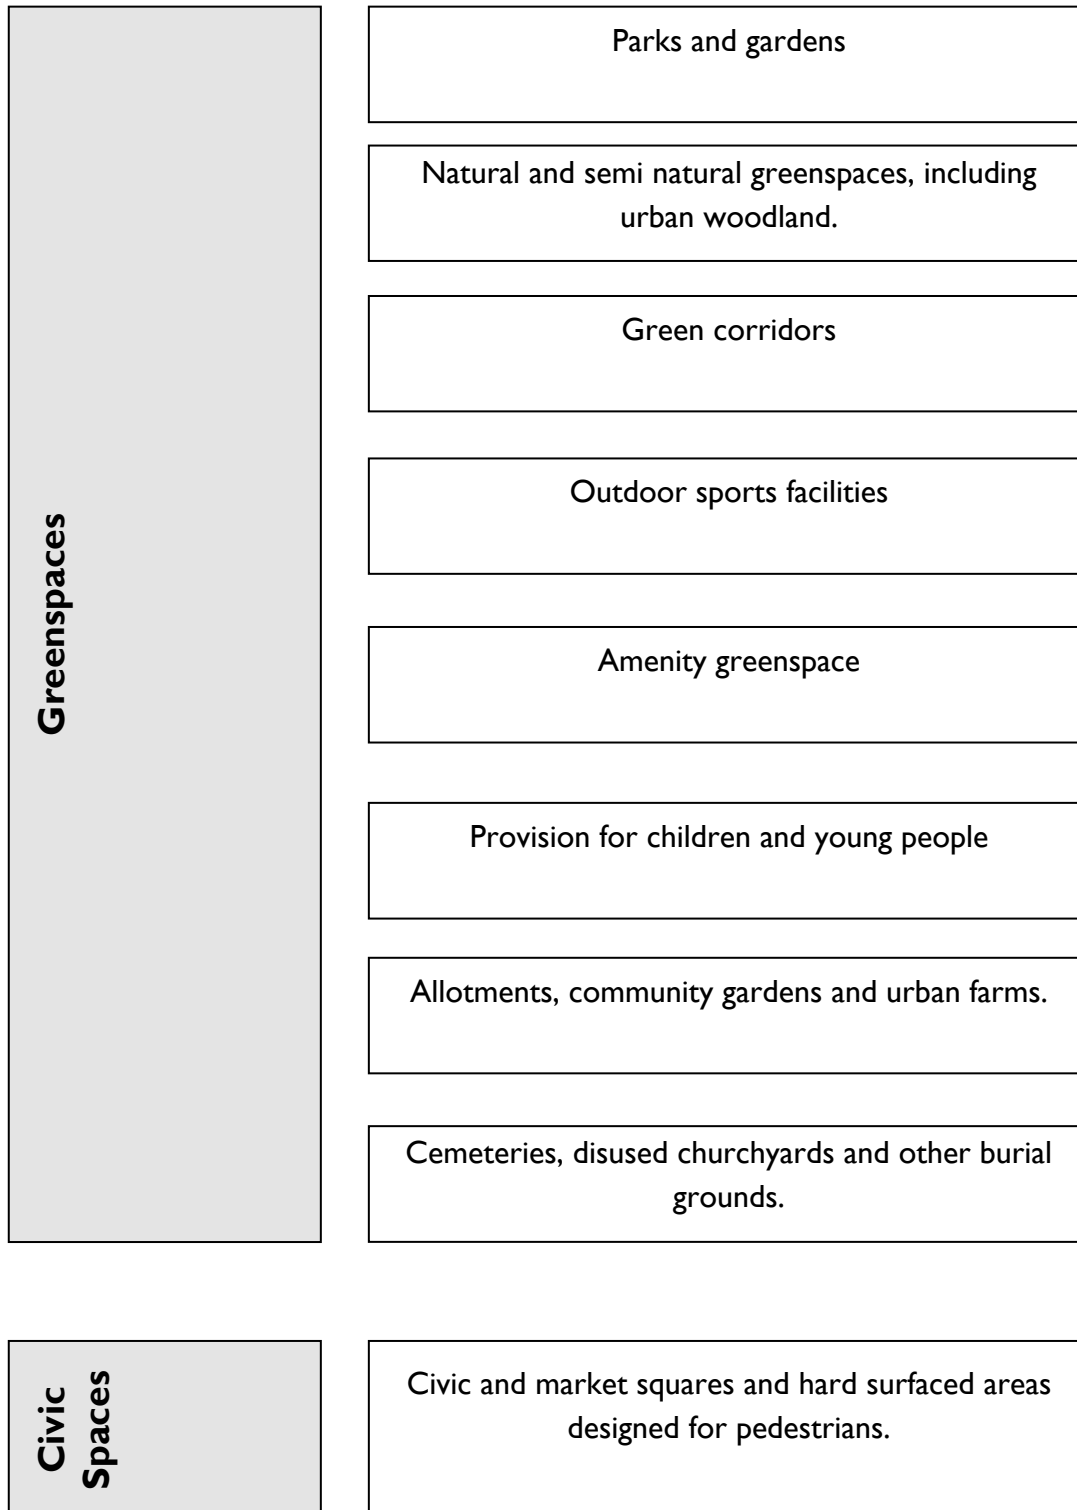 Greenspaces
Parks and gardens
Natural and semi natural greenspaces, including
urban woodland.
Green corridors
Outdoor sports facilities
Amenity greenspace
Provision for children and young people
Allotments, community gardens and urban farms.
Cemeteries, disused churchyards and other burial
grounds.
Civic
Spaces
Civic and market squares and hard surfaced areas
designed for pedestrians.